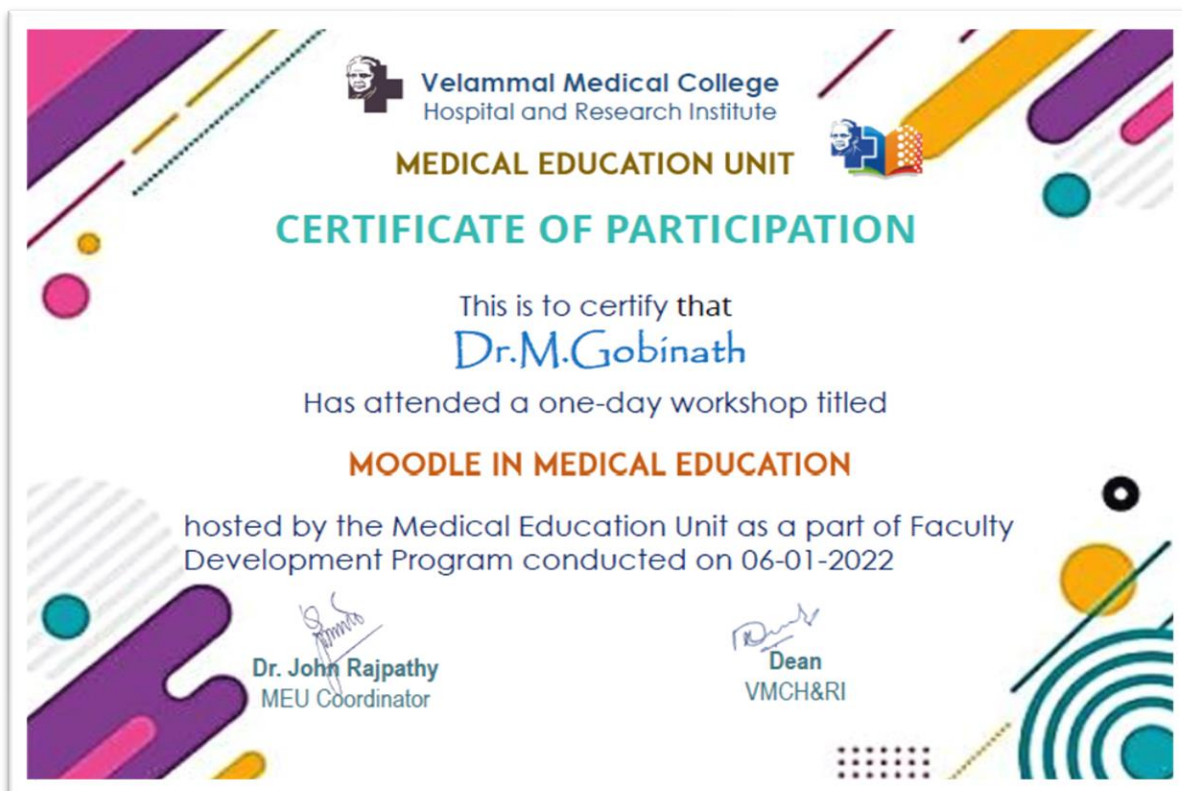 Velammal Medical College
Hospital and Research Institute
MEDICAL EDUCATION UNIT
CERTIFICATE OF PARTICIPATION
This is to certify that
Dr.M.Gobinath
Has attended a one-day workshop titled
MOODLE IN MEDICAL EDUCATION
hosted by the Medical Education Unit as a part of Faculty
Development Program conducted on 06-01-2022
Dr. John Rajpathy
MEU Coordinator
Dean
VMCH&RI